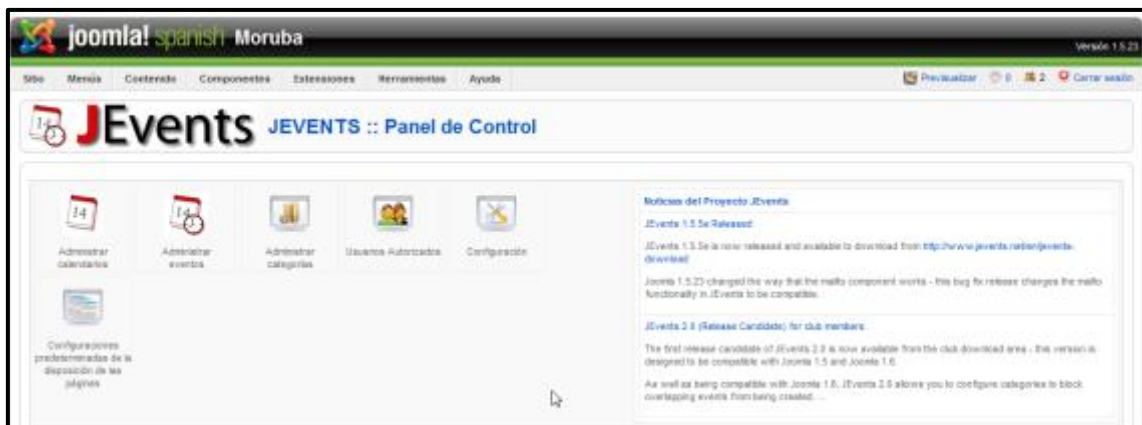 joomla! spanish Moruba
Versión 1.5.23
Sitio Menús Contenido Componentes Extensiones Herramientas Ayuda
Previsualizar 0 2 Cerrar sesión
14 JEvents JEVENTS :: Panel de Control
14
Administrar
calendarios
14
Administrar
eventos
Administrar
categorías
Usuarios Autorizados
Configuración
Configuraciones
predeterminadas de la
disposición de las
páginas
Noticias del Proyecto JEvents
JEvents 1.5.5e Released
JEvents 1.5.5e is now released and available to download from http://www.jevents.net/en/jevents-
download
Joomla 1.5.23 changed the way that the mailto component works - this bug fix release changes the mailto
functionality in JEvents to be compatible.
JEvents 2.0 (Release Candidate) for club members
The first release candidate of JEvents 2.0 is now available from the club download area - this version is
designed to be compatible with Joomla 1.5 and Joomla 1.6.
As well as being compatible with Joomla 1.6, JEvents 2.0 allows you to configure categories to block
overlapping events from being created. ...